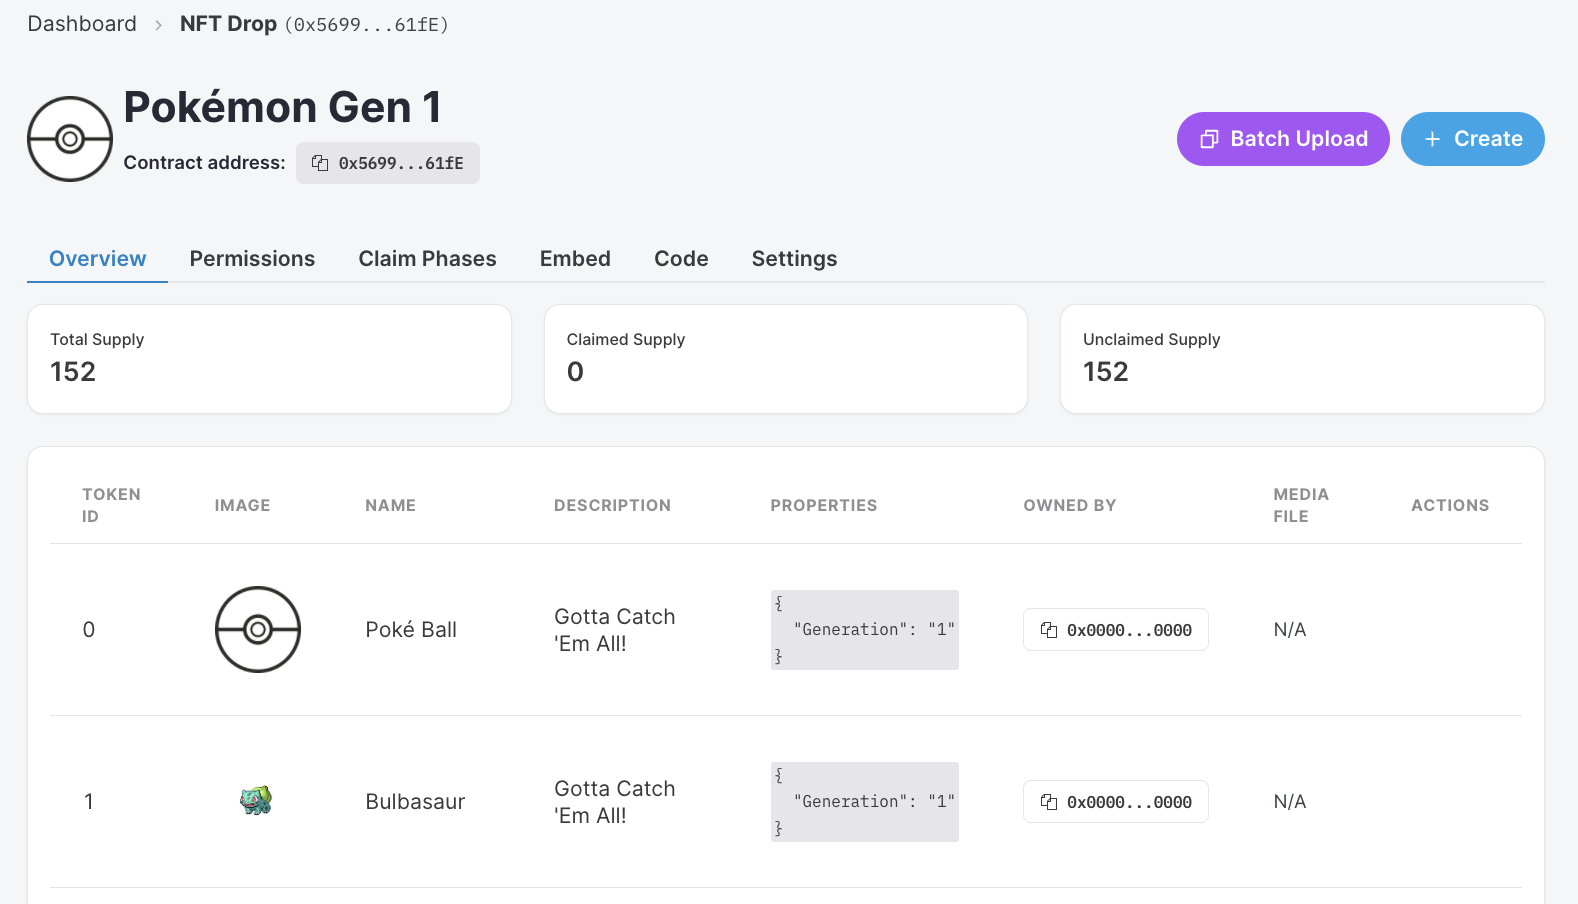 Dashboard > NFT Drop (0x5699...61fE)
Pokémon Gen 1
Contract address: 0x5699...61fE
Batch Upload
+ Create
Overview Permissions Claim Phases Embed Code Settings
Total Supply
152
Claimed Supply
0
Unclaimed Supply
152
TOKEN ID IMAGE NAME DESCRIPTION PROPERTIES OWNED BY MEDIA FILE ACTIONS
0
Poké Ball
Gotta Catch
'Em All!
{
"Generation": "1"
}
0x0000...0000
N/A
1
Bulbasaur
Gotta Catch
'Em All!
{
"Generation": "1"
}
0x0000...0000
N/A